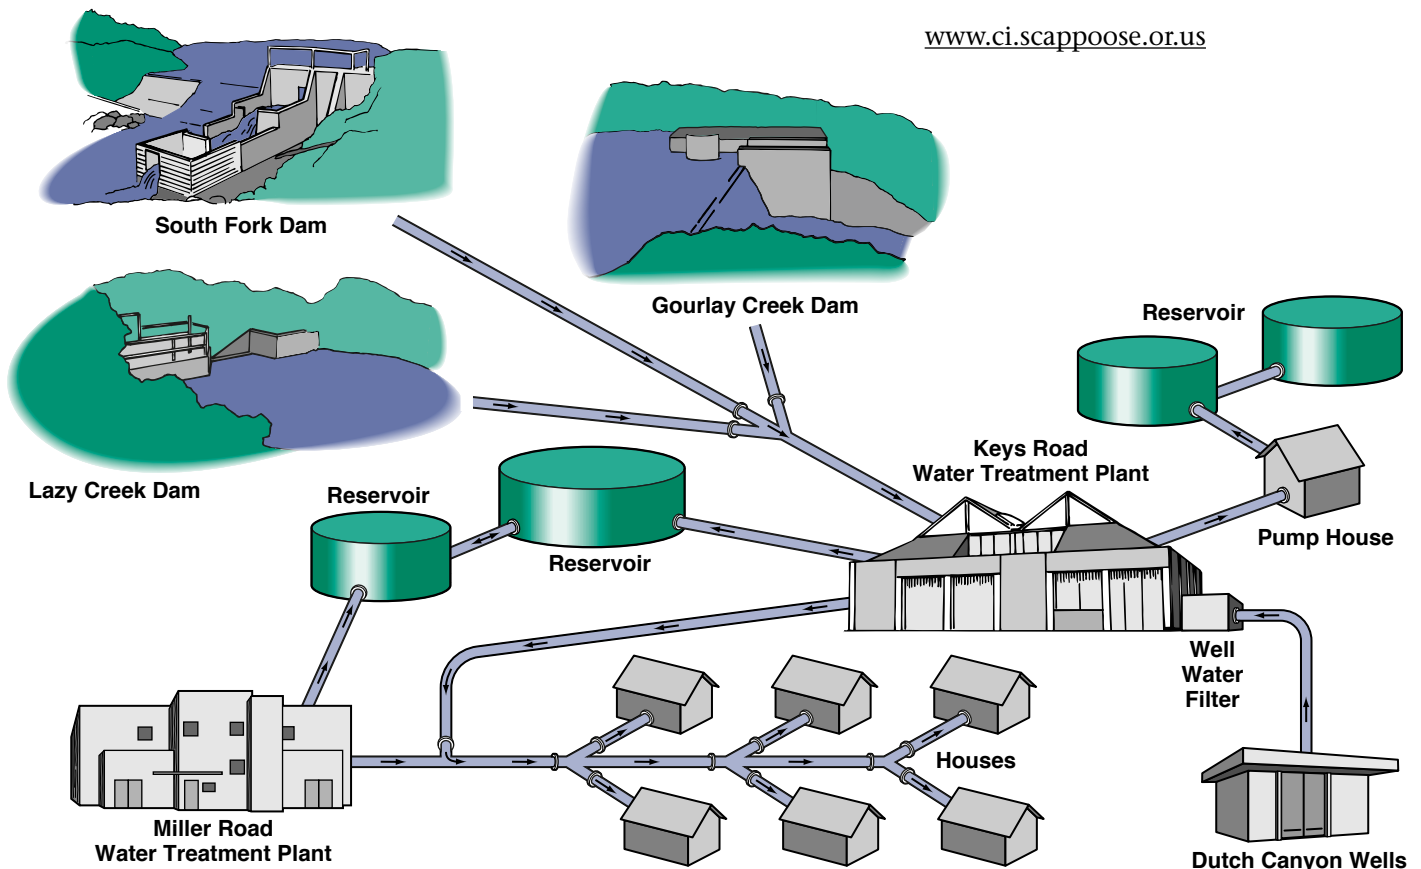 www.ci.scappoose.or.us
South Fork Dam
Gourlay Creek Dam
Reservoir
Keys Road
Water Treatment Plant
Lazy Creek Dam
Reservoir
Reservoir
Pump House
Well
Water
Filter
Houses
Miller Road
Water Treatment Plant
Dutch Canyon Wells